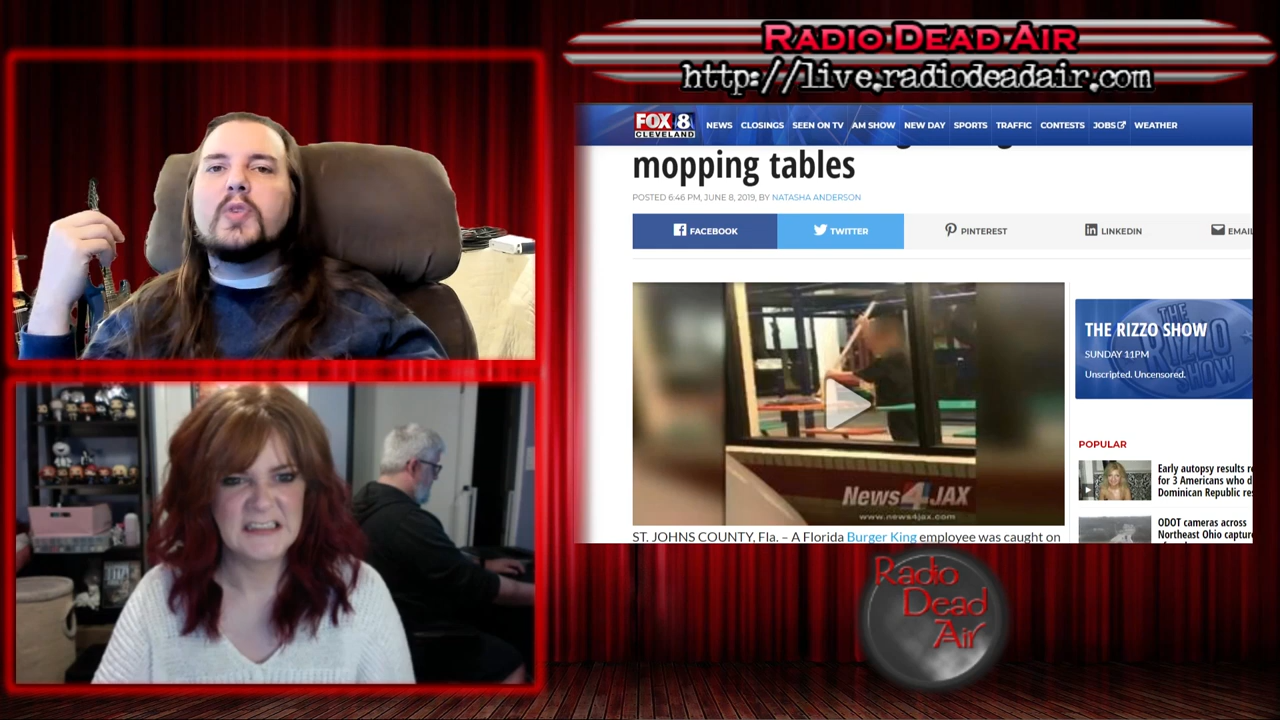 RADIO DEAD AIR
http://live.radiodeadair.com
FOX 8
CLEVELAND
NEWS CLOSINGS SEEN ON TV AM SHOW NEW DAY SPORTS TRAFFIC CONTESTS JOBS WEATHER
mopping tables
POSTED 6:46 PM, JUNE 8, 2019, BY NATASHA ANDERSON
FACEBOOK TWITTER PINTEREST LINKEDIN EMAIL
THE RIZZO SHOW
SUNDAY 11PM
Unscripted. Uncensored.
News4JAX
www.news4jax.com
POPULAR
Early autopsy results
for 3 Americans who
Dominican Republic
ODOT cameras across
Northeast Ohio
ST. JOHNS COUNTY, Fla. – A Florida Burger King employee was caught on
Radio
Dead
Air